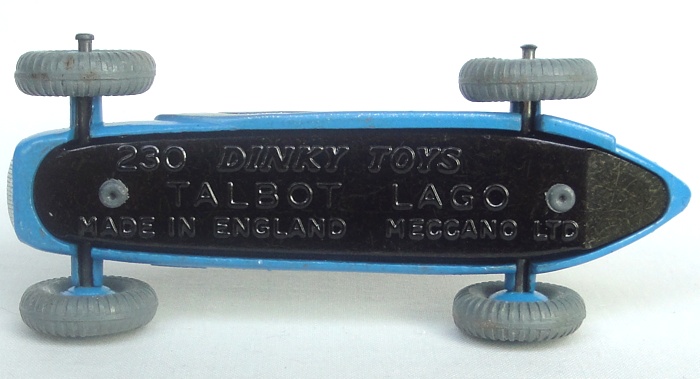 230 DINKY TOYS
TALBOT LAGO
MADE IN ENGLAND MECCANO LTD